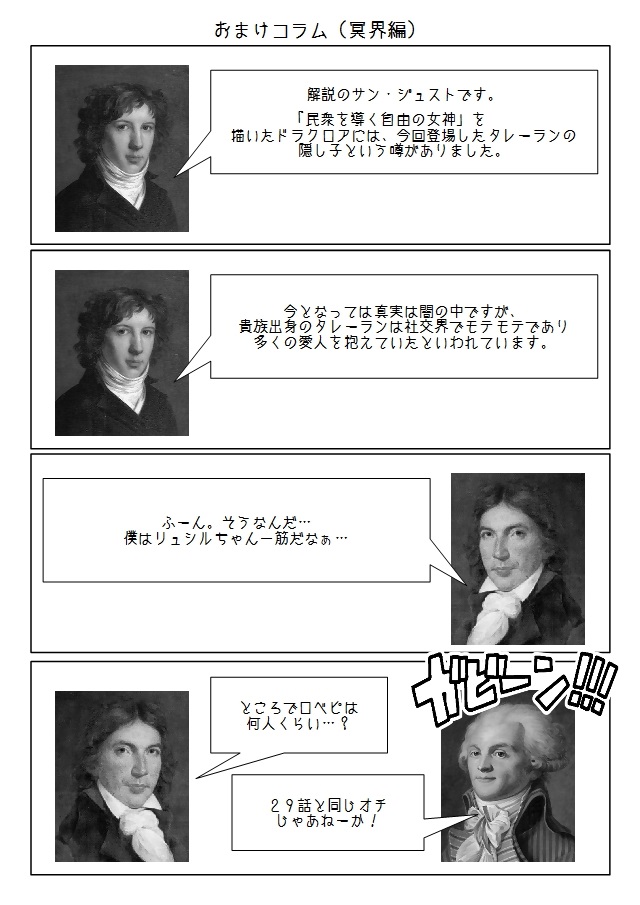 おまけコラム（冥界編）
解説のサン・ジュストです。
「民衆を導く自由の女神」を
描いたドラクロアには、今回登場したタレーランの
隠し子という噂がありました。
今となっては真実は闇の中ですが、
貴族出身のタレーランは社交界でモテモテであり
多くの愛人を抱えていたといわれています。
ふーん。そうなんだ…
僕はリュシルちゃん一筋だなぁ…
ガビーン!!!
ところでロベピは
何人くらい…？
２９話と同じオチ
じゃあねーか！